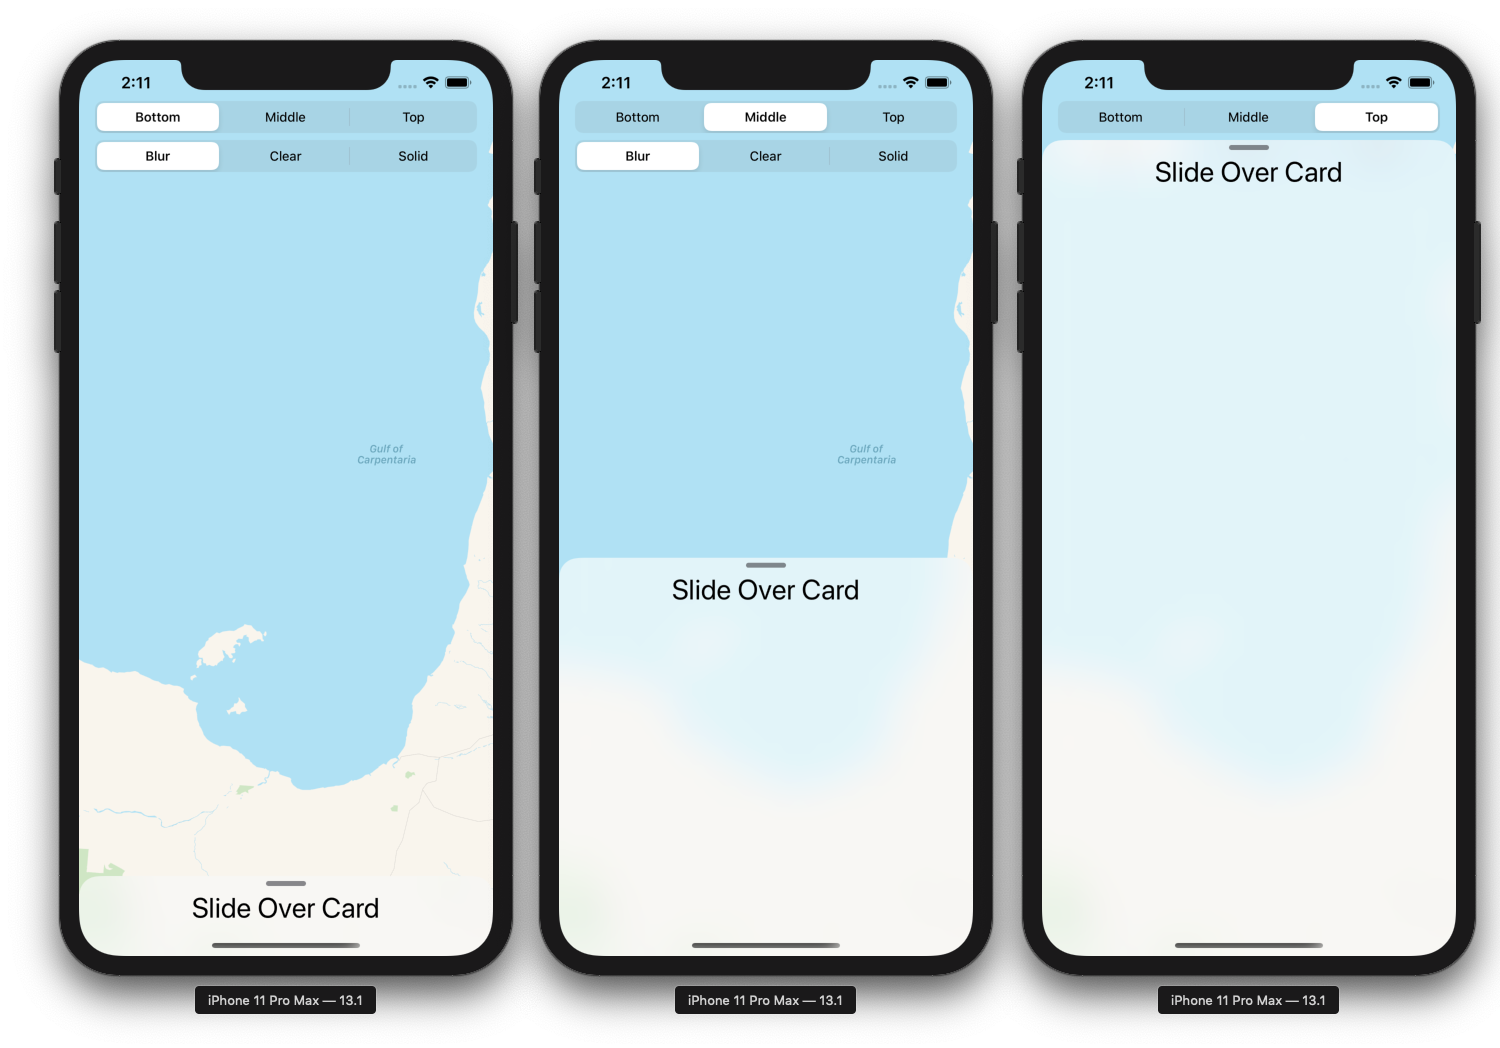 2:11
Bottom Middle Top
Blur Clear Solid
Gulf of
Carpentaria
Slide Over Card
iPhone 11 Pro Max — 13.1
2:11
Bottom Middle Top
Blur Clear Solid
Gulf of
Carpentaria
Slide Over Card
iPhone 11 Pro Max — 13.1
2:11
Bottom Middle Top
Slide Over Card
iPhone 11 Pro Max — 13.1